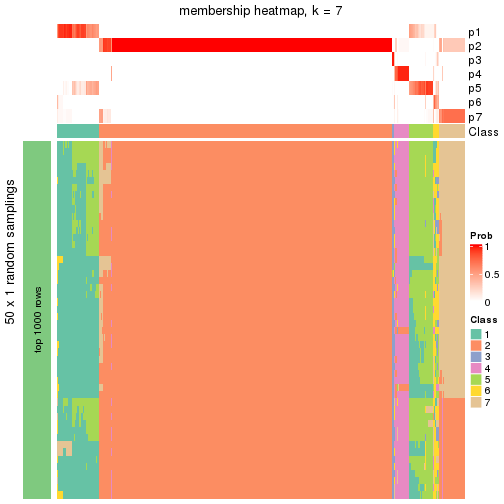 membership heatmap, k = 7
p1
p2
p3
p4
p5
p6
p7
Class
50 x 1 random samplings
top 1000 rows
Prob
1
0.5
0
Class
1
2
3
4
5
6
7